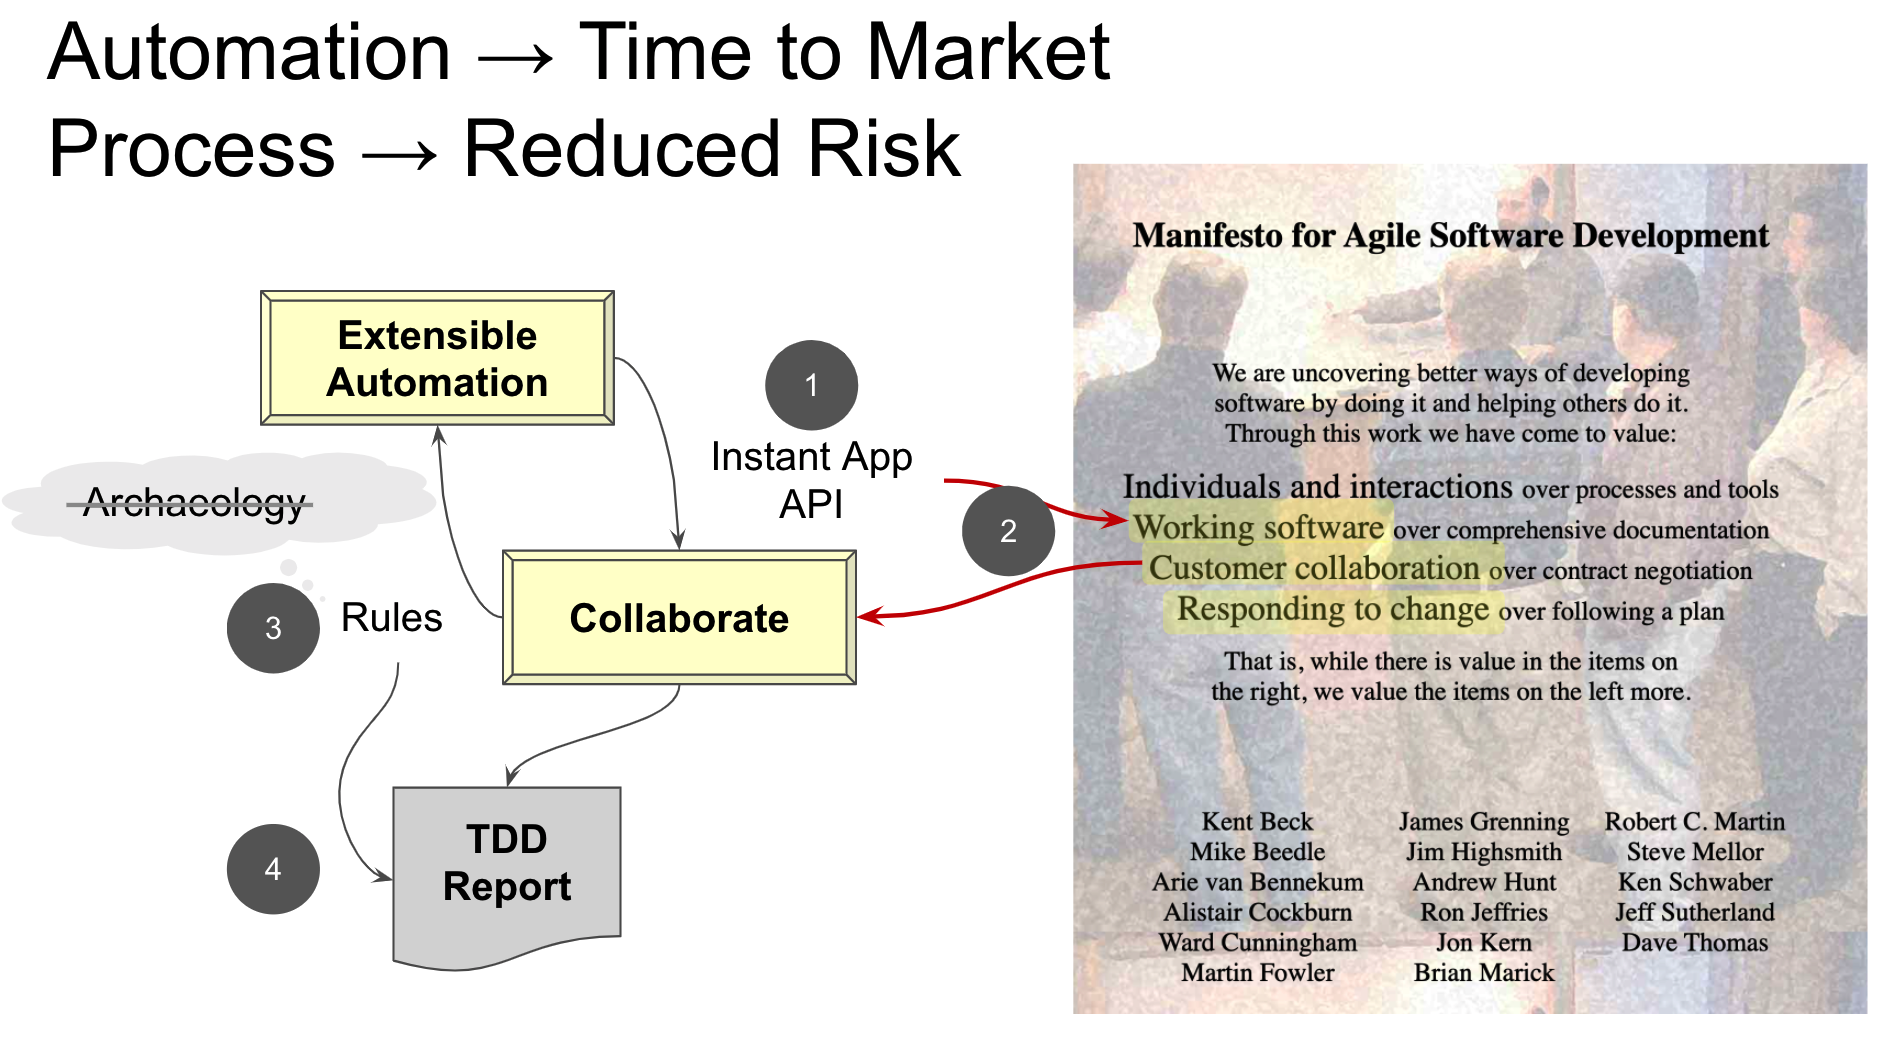 Automation → Time to Market
Process → Reduced Risk
Extensible
Automation
1
Instant App
API
2
Archaeology
3
Rules
Collaborate
4
TDD
Report
Manifesto for Agile Software Development
We are uncovering better ways of developing
software by doing it and helping others do it.
Through this work we have come to value:
Individuals and interactions over processes and tools
Working software over comprehensive documentation
Customer collaboration over contract negotiation
Responding to change over following a plan
That is, while there is value in the items on
the right, we value the items on the left more.
Kent Beck
Mike Beedle
Arie van Bennekum
Alistair Cockburn
Ward Cunningham
Martin Fowler
James Grenning
Jim Highsmith
Andrew Hunt
Ron Jeffries
Jon Kern
Brian Marick
Robert C. Martin
Steve Mellor
Ken Schwaber
Jeff Sutherland
Dave Thomas